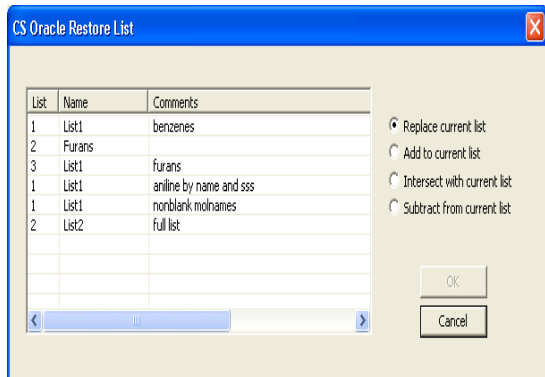 CS Oracle Restore List
List Name Comments
1 List1 benzenes
2 Furans
3 List1 furans
1 List1 aniline by name and sss
1 List1 nonblank molnames
2 List2 full list
Replace current list
Add to current list
Intersect with current list
Subtract from current list
OK
Cancel